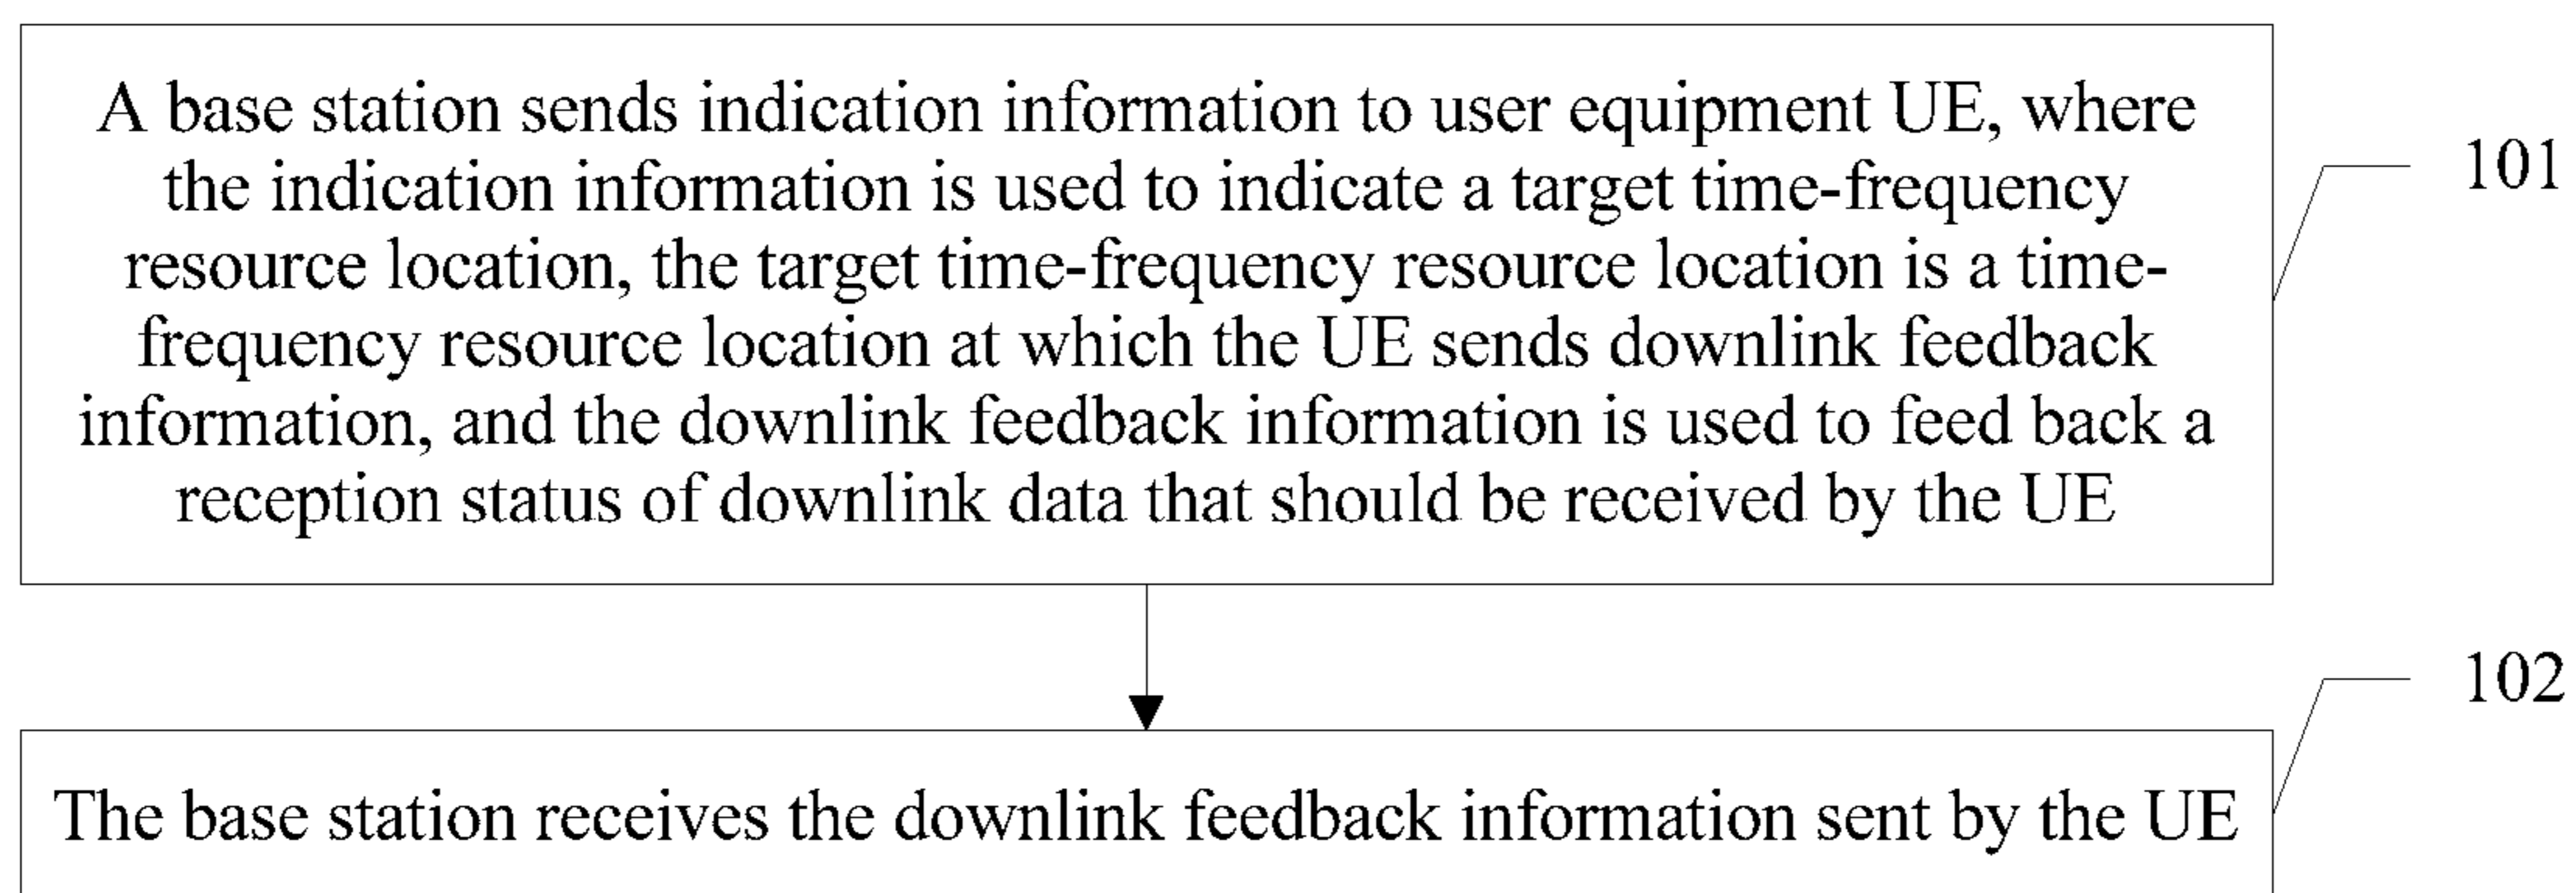 A base station sends indication information to user equipment UE, where
the indication information is used to indicate a target time-frequency
resource location, the target time-frequency resource location is a time-
frequency resource location at which the UE sends downlink feedback
information, and the downlink feedback information is used to feed back a
reception status of downlink data that should be received by the UE
101
102
The base station receives the downlink feedback information sent by the UE